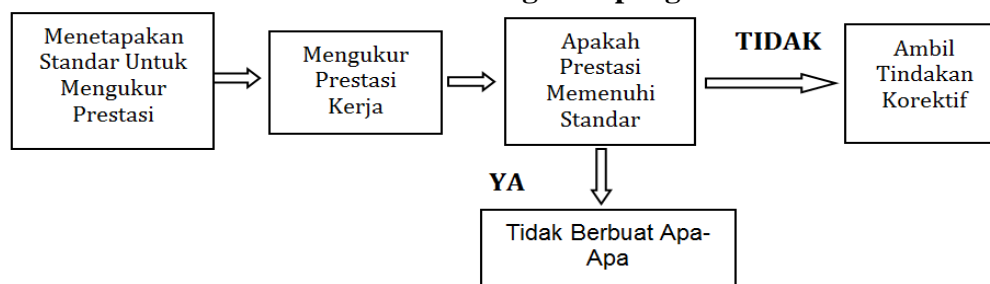 Menetapakan
Standar Untuk
Mengukur
Prestasi
Mengukur
Prestasi
Kerja
Apakah
Prestasi
Memenuhi
Standar
TIDAK
Ambil
Tindakan
Korektif
YA
Tidak Berbuat Apa-
Apa